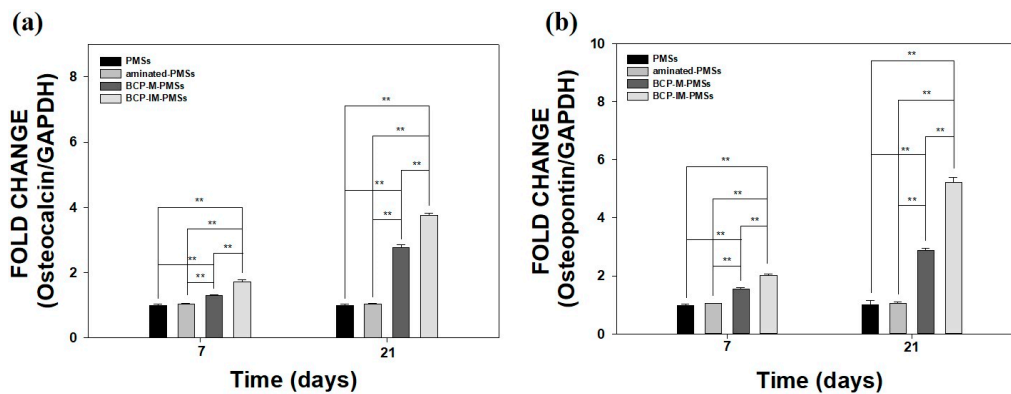 (a)
FOLD CHANGE
(Osteocalcin/GAPDH)
8
6
4
2
0
PMSs
aminated-PMSs
BCP-M-PMSs
BCP-IM-PMSs
**
**
**
**
**
**
**
**
**
**
7
21
Time (days)
(b)
FOLD CHANGE
(Osteopontin/GAPDH)
10
8
6
4
2
0
PMSs
aminated-PMSs
BCP-M-PMSs
BCP-IM-PMSs
**
**
**
**
**
**
**
**
**
**
7
21
Time (days)